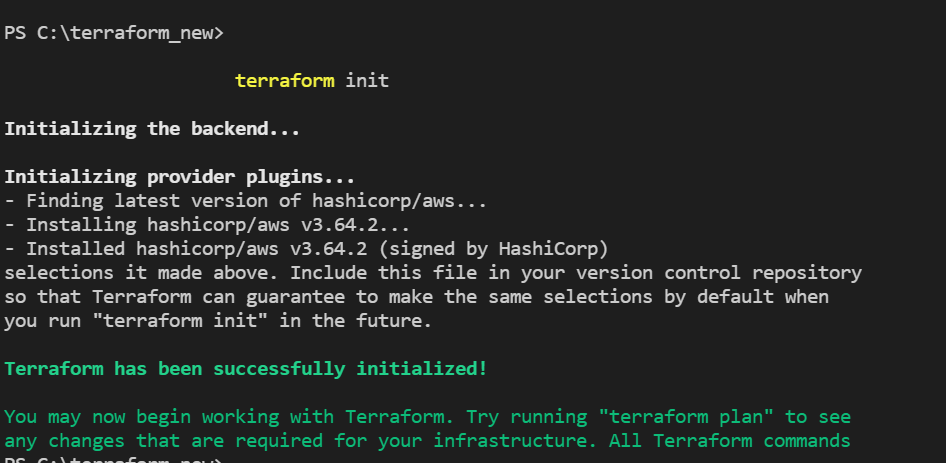 PS C:\terraform_new>
terraform init
Initializing the backend...
Initializing provider plugins...
- Finding latest version of hashicorp/aws...
- Installing hashicorp/aws v3.64.2...
- Installed hashicorp/aws v3.64.2 (signed by HashiCorp)
selections it made above. Include this file in your version control repository
so that Terraform can guarantee to make the same selections by default when
you run "terraform init" in the future.
Terraform has been successfully initialized!
You may now begin working with Terraform. Try running "terraform plan" to see
any changes that are required for your infrastructure. All Terraform commands
PS C:\terraform_new>